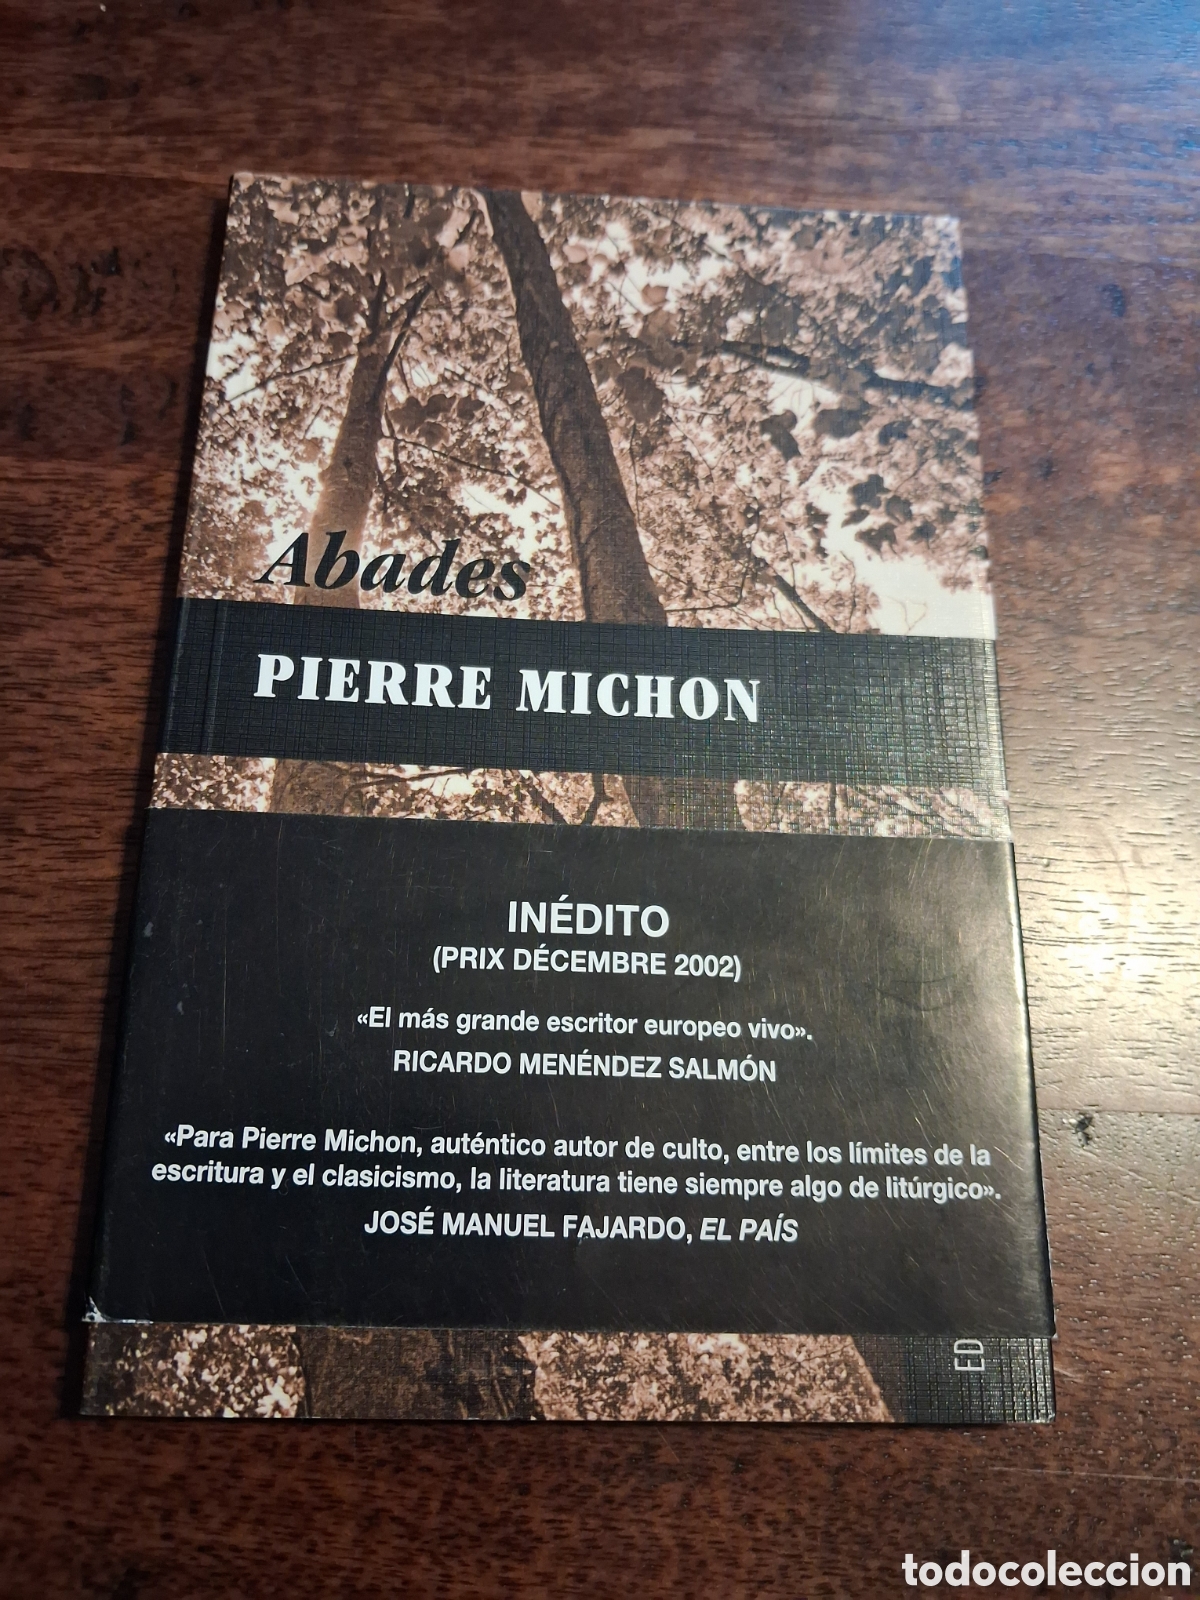 Abades
PIERRE MICHON
INÉDITO
(PRIX DÉCEMBRE 2002)
«El más grande escritor europeo vivo».
RICARDO MENÉNDEZ SALMÓN
«Para Pierre Michon, auténtico autor de culto, entre los límites de la
escritura y el clasicismo, la literatura tiene siempre algo de litúrgico».
JOSÉ MANUEL FAJARDO, EL PAÍS
ED
todocoleccion